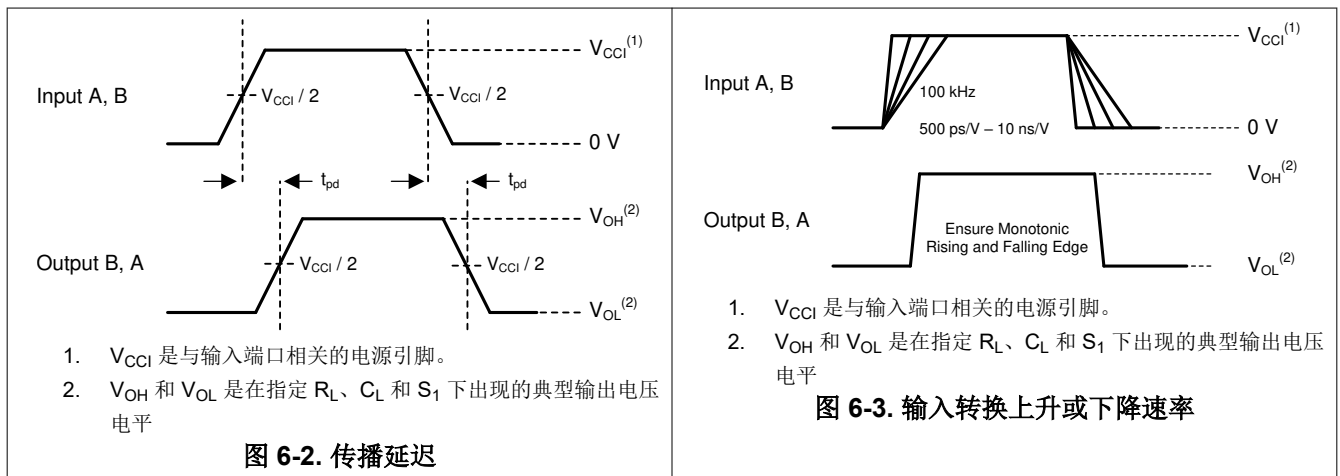 V_CCI^(1)
Input A, B
V_CCI / 2
V_CCI / 2
0 V
t_pd
t_pd
V_OH^(2)
Output B, A
V_CCI / 2
V_CCI / 2
V_OL^(2)
1. V_CCI 是与输入端口相关的电源引脚。
2. V_OH 和 V_OL 是在指定 R_L、C_L 和 S_1 下出现的典型输出电压
电平
图 6-2. 传播延迟
V_CCI^(1)
Input A, B
100 kHz
500 ps/V – 10 ns/V
0 V
V_OH^(2)
Output B, A
Ensure Monotonic
Rising and Falling Edge
V_OL^(2)
1. V_CCI 是与输入端口相关的电源引脚。
2. V_OH 和 V_OL 是在指定 R_L、C_L 和 S_1 下出现的典型输出电压
电平
图 6-3. 输入转换上升或下降速率